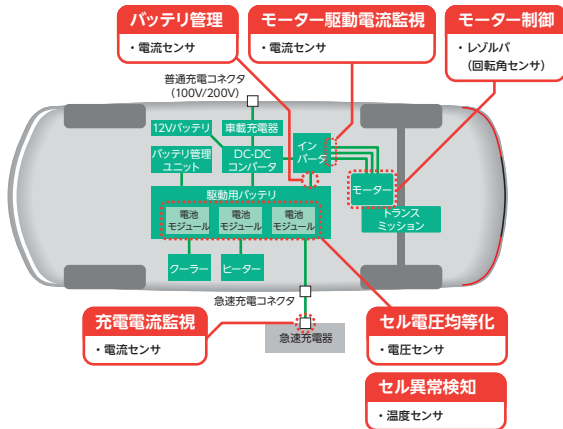 バッテリ管理
・電流センサ
モーター駆動電流監視
・電流センサ
モーター制御
・レゾルバ
（回転角センサ）
普通充電コネクタ
(100V/200V)
12Vバッテリ
車載充電器
バッテリ管理
ユニット
DC-DC
コンバータ
イン
バータ
モーター
トランス
ミッション
駆動用バッテリ
電池
モジュール
電池
モジュール
電池
モジュール
クーラー
ヒーター
急速充電コネクタ
急速充電器
充電電流監視
・電流センサ
セル電圧均等化
・電圧センサ
セル異常検知
・温度センサ